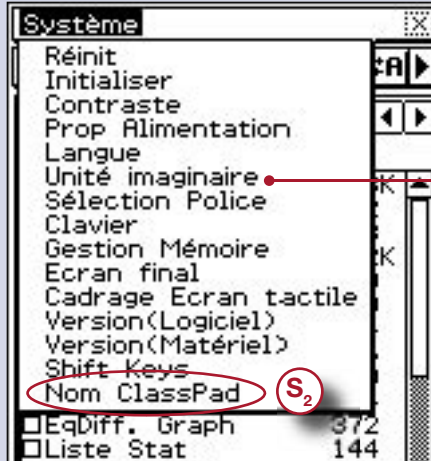 Système
Réinit
Initialiser
Contraste
Prop Alimentation
Langue
Unité imaginaire
Sélection Police
Clavier
Gestion Mémoire
Ecran final
Cadrage Ecran tactile
Version(Logiciel)
Version(Matériel)
Shift Keys
Nom ClassPad
S2
EqDiff. Graph 372
Liste Stat 144